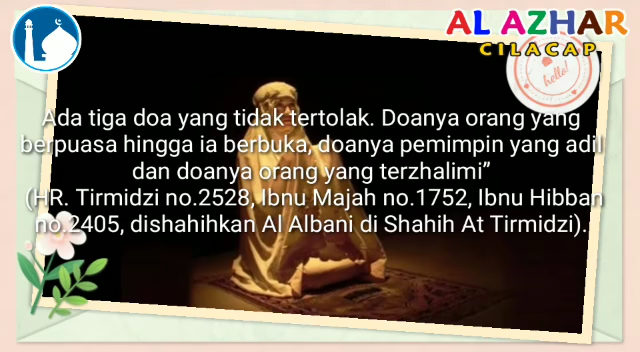 AL AZHAR
CILACAP
hello!
Ada tiga doa yang tidak tertolak. Doanya orang yang
berpuasa hingga ia berbuka, doanya pemimpin yang adil
dan doanya orang yang terzhalimi”
(HR. Tirmidzi no.2528, Ibnu Majah no.1752, Ibnu Hibban
no.2405, dishahihkan Al Albani di Shahih At Tirmidzi).